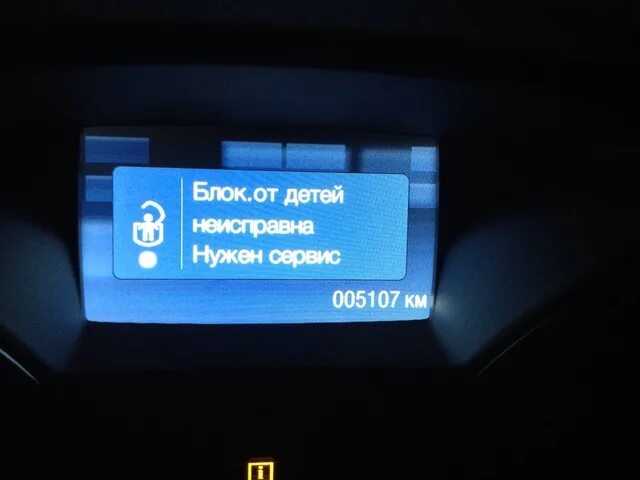 Блок.от детей
неисправна
Нужен сервис
005107 км
i